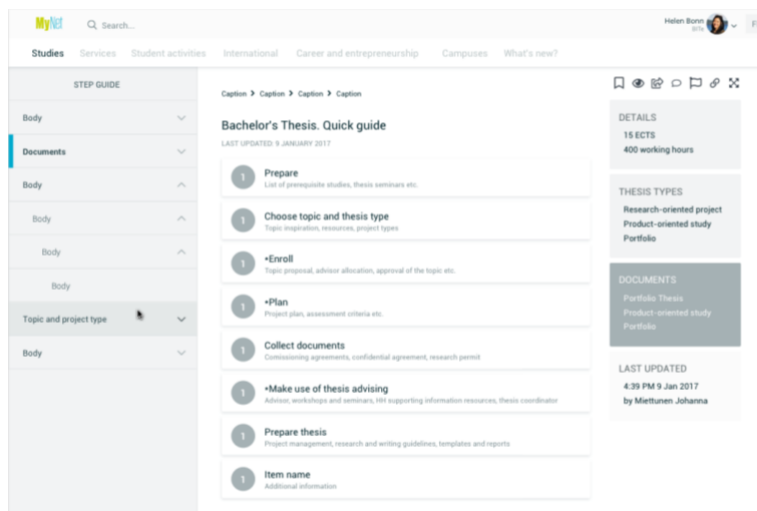 MyNet
Search...
Helen Bonn
BITe
Studies Services Student activities International Career and entrepreneurship Campuses What's new?
STEP GUIDE
Body
Documents
Body
Body
Body
Body
Topic and project type
Body
Caption > Caption > Caption > Caption
Bachelor's Thesis. Quick guide
LAST UPDATED: 9 JANUARY 2017
1
Prepare
List of prerequisite studies, thesis seminars etc.
1
Choose topic and thesis type
Topic inspiration, resources, project types
1
•Enroll
Topic proposal, advisor allocation, approval of the topic etc.
1
•Plan
Project plan, assessment criteria etc.
1
Collect documents
Comissioning agreements, confidential agreement, research permit
1
•Make use of thesis advising
Advisor, workshops and seminars, HH supporting information resources, thesis coordinator
1
Prepare thesis
Project management, research and writing guidelines, templates and reports
1
Item name
Additional information
DETAILS
15 ECTS
400 working hours
THESIS TYPES
Research-oriented project
Product-oriented study
Portfolio
DOCUMENTS
Portfolio Thesis
Product-oriented study
Portfolio
LAST UPDATED
4:39 PM 9 Jan 2017
by Miettunen Johanna